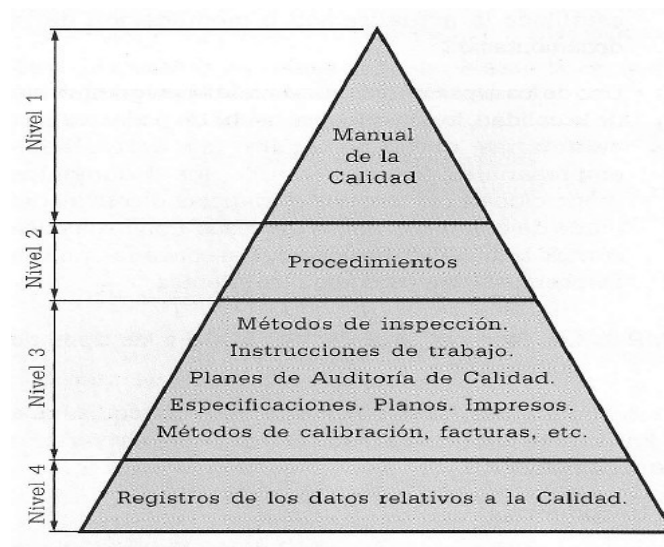 Nivel 1
Manual
de la
Calidad
Nivel 2
Procedimientos
Nivel 3
Métodos de inspección.
Instrucciones de trabajo.
Planes de Auditoría de Calidad.
Especificaciones. Planos. Impresos.
Métodos de calibración, facturas, etc.
Nivel 4
Registros de los datos relativos a la Calidad.